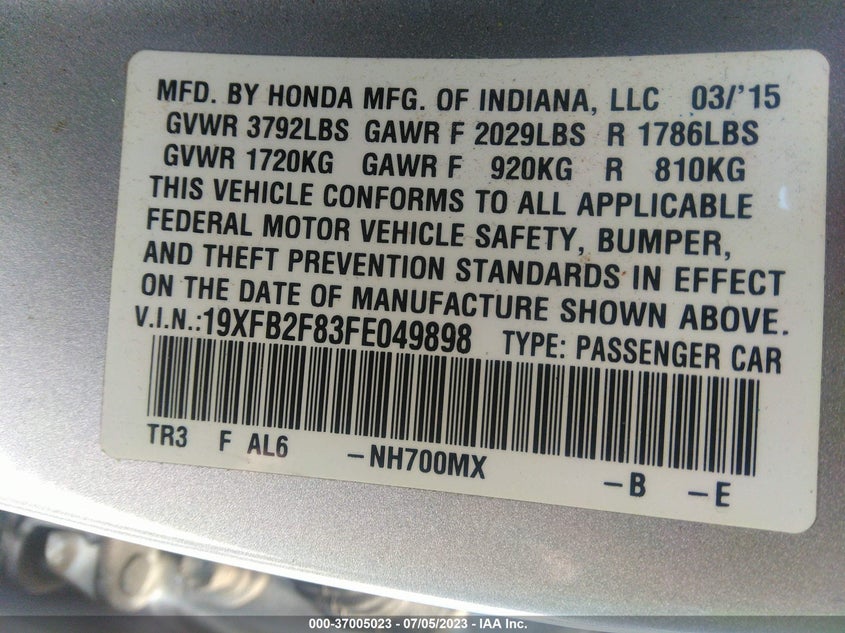 MFD. BY HONDA MFG. OF INDIANA, LLC 03/'15
GVWR 3792LBS GAWR F 2029LBS R 1786LBS
GVWR 1720KG GAWR F 920KG R 810KG
THIS VEHICLE CONFORMS TO ALL APPLICABLE
FEDERAL MOTOR VEHICLE SAFETY, BUMPER,
AND THEFT PREVENTION STANDARDS IN EFFECT
ON THE DATE OF MANUFACTURE SHOWN ABOVE.
V.I.N.:19XFB2F83FE049898 TYPE: PASSENGER CAR
TR3 F AL6 -NH700MX -B -E
000-37005023 - 07/05/2023 - IAA Inc.